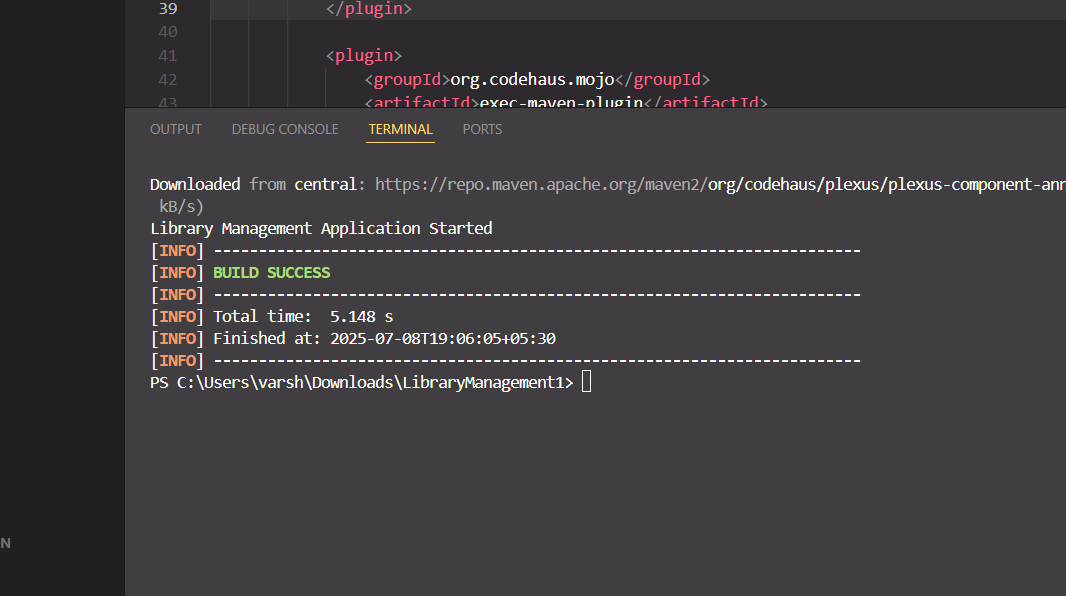 39 </plugin>
40
41 <plugin>
42 <groupId>org.codehaus.mojo</groupId>
43 <artifactId>exec-maven-plugin</artifactId>
OUTPUT DEBUG CONSOLE TERMINAL PORTS
Downloaded from central: https://repo.maven.apache.org/maven2/org/codehaus/plexus/plexus-component-anr
kB/s)
Library Management Application Started
[INFO] ------------------------------------------------------------------------
[INFO] BUILD SUCCESS
[INFO] ------------------------------------------------------------------------
[INFO] Total time:  5.148 s
[INFO] Finished at: 2025-07-08T19:06:05+05:30
[INFO] ------------------------------------------------------------------------
PS C:\Users\varsh\Downloads\LibraryManagement1>
N